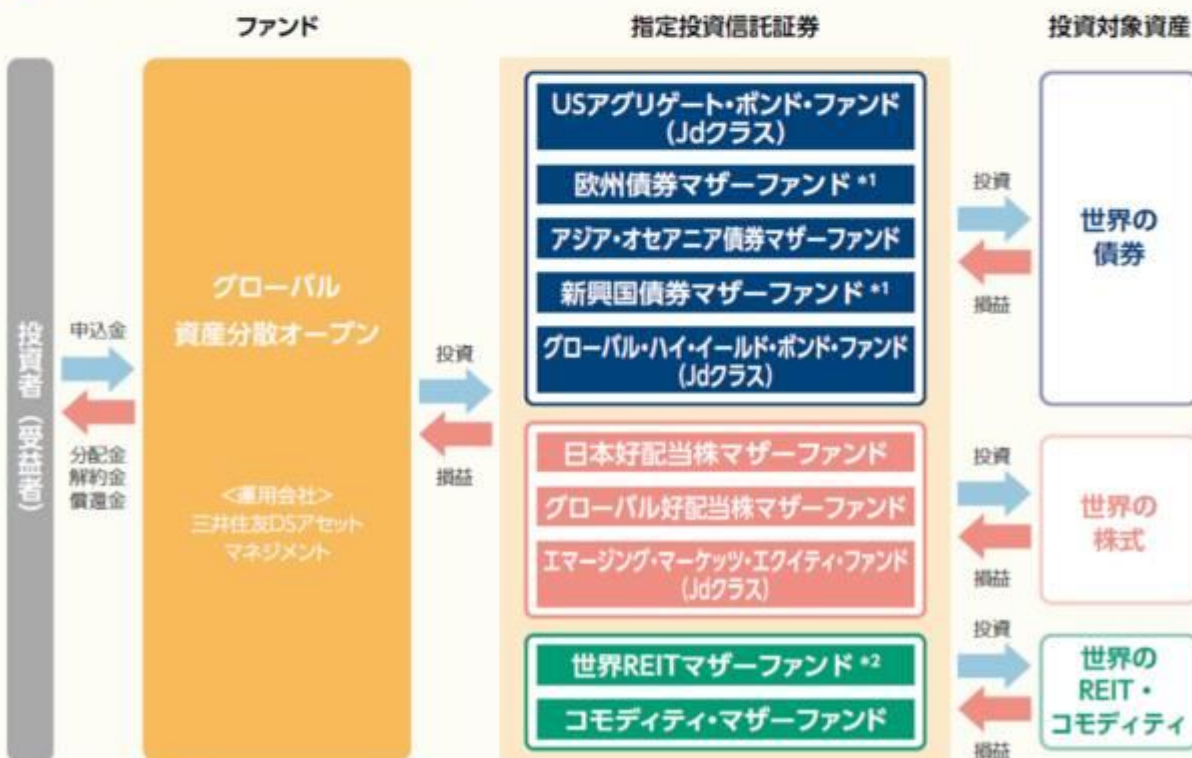 ファンド
指定投資信託証券
投資対象資産
投資者（受益者）
申込金
分配金
解約金
償還金
グローバル
資産分散オープン
<運用会社>
三井住友DSアセット
マネジメント
投資
損益
USアグリゲート・ボンド・ファンド
(Jdクラス)
欧州債券マザーファンド *1
アジア・オセアニア債券マザーファンド
新興国債券マザーファンド *1
グローバル・ハイ・イールド・ボンド・ファンド
(Jdクラス)
投資
損益
世界の
債券
日本好配当株マザーファンド
グローバル好配当株マザーファンド
エマージング・マーケッツ・エクイティ・ファンド
(Jdクラス)
投資
損益
世界の
株式
世界REITマザーファンド *2
コモディティ・マザーファンド
投資
損益
世界の
REIT・
コモディティ